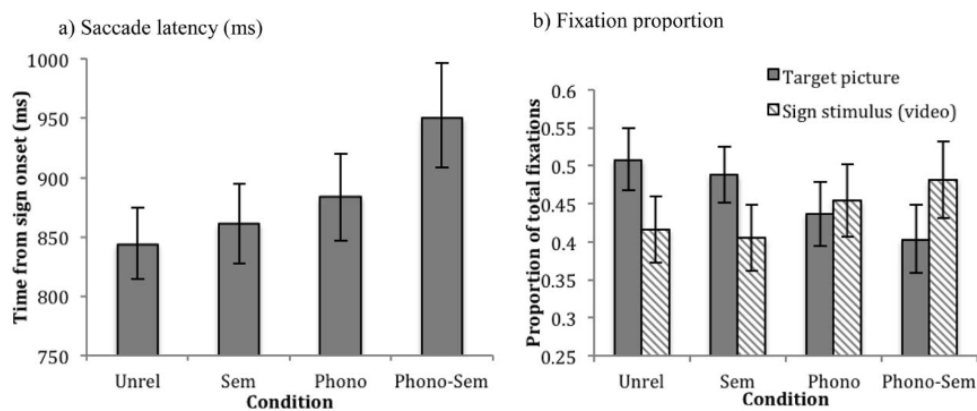 a) Saccade latency (ms)
Time from sign onset (ms)
1000
950
900
850
800
750
Unrel Sem Phono Phono-Sem
Condition
b) Fixation proportion
Target picture
Sign stimulus (video)
Proportion of total fixations
0.6
0.55
0.5
0.45
0.4
0.35
0.3
0.25
Unrel Sem Phono Phono-Sem
Condition